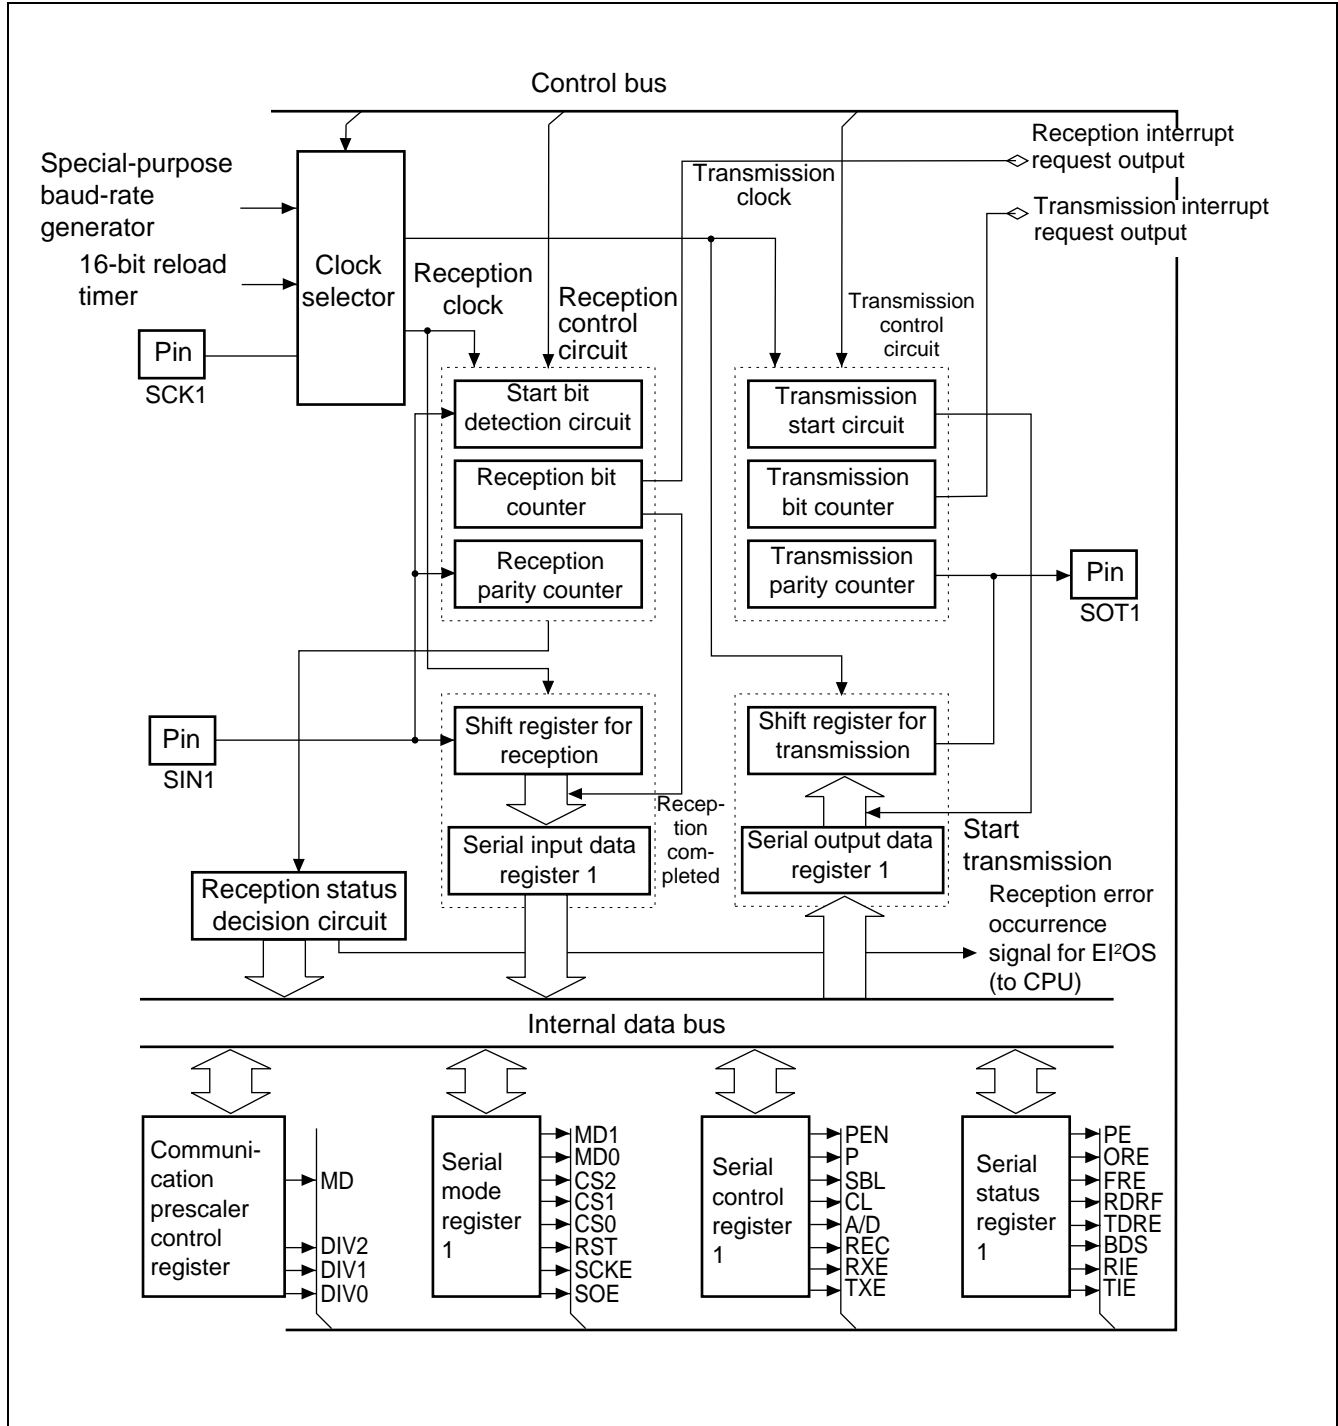 Control bus
Reception interrupt
request output
Special-purpose
baud-rate
generator
Transmission
clock
Transmission interrupt
request output
16-bit reload
timer
Clock
selector
Reception
clock
Reception
control
circuit
Transmission
control
circuit
Pin
SCK1
Start bit
detection circuit
Transmission
start circuit
Reception bit
counter
Transmission
bit counter
Reception
parity counter
Transmission
parity counter
Pin
SOT1
Pin
SIN1
Shift register for
reception
Shift register for
transmission
Recep-
tion
com-
pleted
Serial input data
register 1
Serial output data
register 1
Start
transmission
Reception status
decision circuit
Reception error
occurrence
signal for EI²OS
(to CPU)
Internal data bus
Communi-
cation
prescaler
control
register
MD
DIV2
DIV1
DIV0
Serial
mode
register
1
MD1
MD0
CS2
CS1
CS0
RST
SCKE
SOE
Serial
control
register
1
PEN
P
SBL
CL
A/D
REC
RXE
TXE
Serial
status
register
1
PE
ORE
FRE
RDRF
TDRE
BDS
RIE
TIE